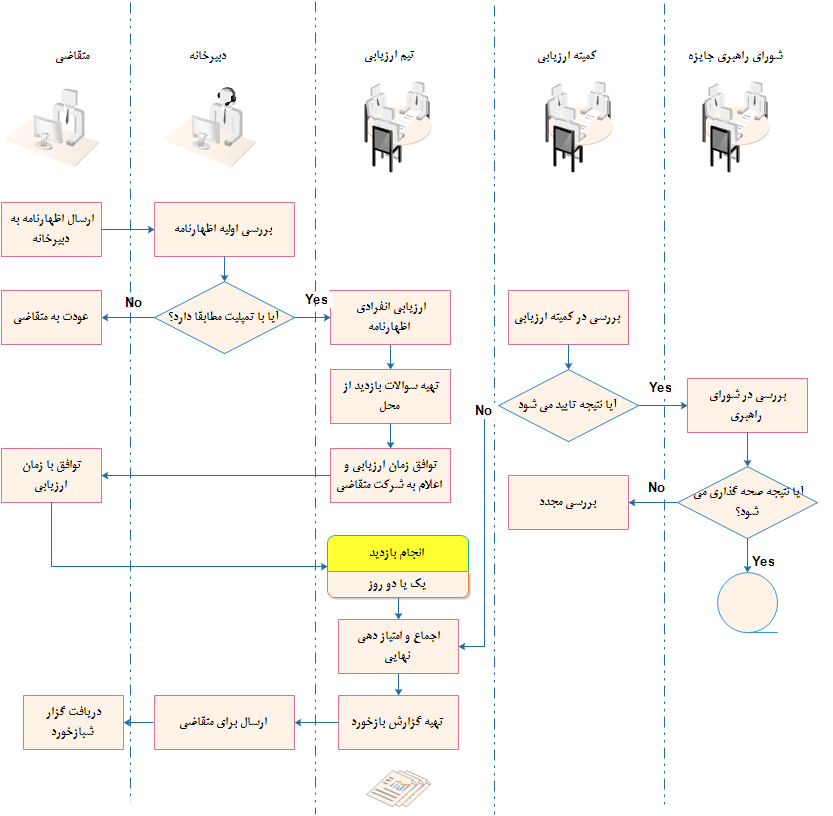 شورای راهبری جایزه
کمیته ارزیابی
تیم ارزیابی
دبیرخانه
متقاضی
ارسال اظهارنامه به
دبیرخانه
بررسی اولیه اظهارنامه
آیا با تمپلیت مطابقا دارد؟
No
Yes
عودت به متقاضی
ارزیابی انفرادی
اظهارنامه
تهیه سوالات بازدید از
محل
توافق زمان ارزیابی و
اعلام به شرکت متقاضی
توافق با زمان
ارزیابی
انجام بازدید
یک یا دو روز
اجماع و امتیاز دهی
نهایی
تهیه گزارش بازخورد
ارسال برای متقاضی
دریافت گزار
شبازخورد
بررسی در کمیته ارزیابی
آیا نتیجه تایید می شود
No
Yes
بررسی در شورای
راهبری
آیا نتیجه صحه گذاری می
شود؟
No
بررسی مجدد
Yes